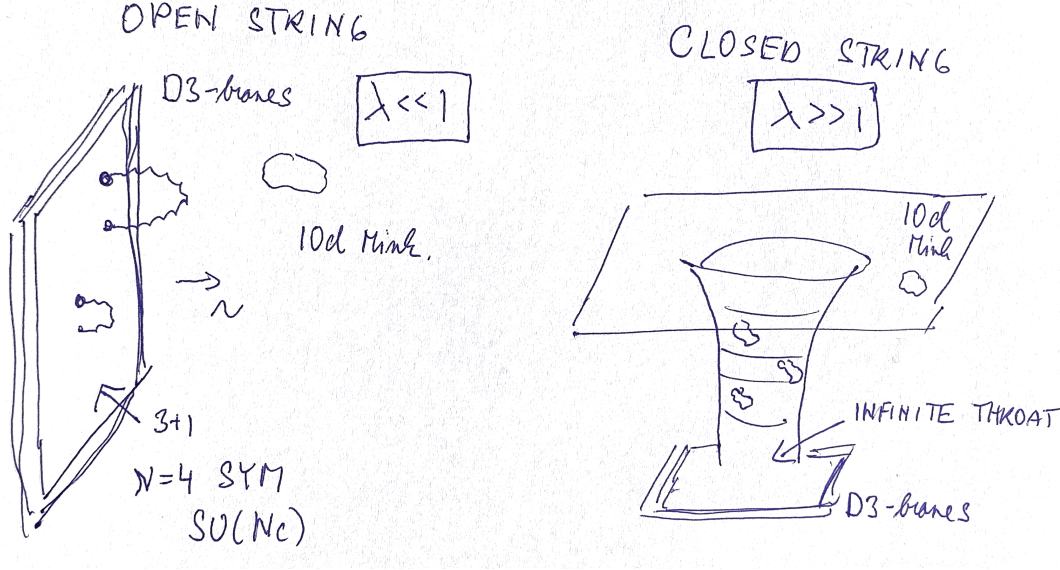 OPEN STRING
D3-branes
λ<<1
10d Mink.
3+1
N=4 SYM
SU(Nc)
CLOSED STRING
λ>>1
10d
Mink
INFINITE THROAT
D3-branes